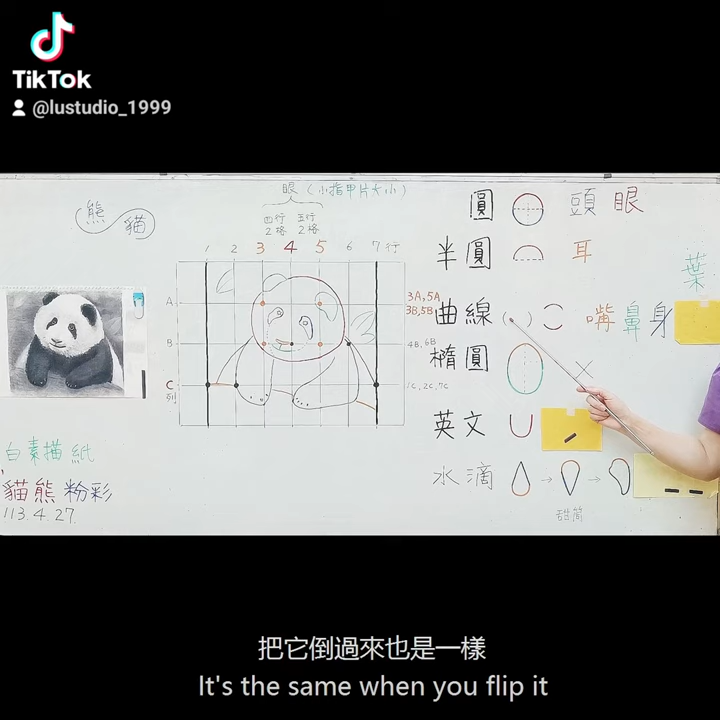 TikTok
@lustudio_1999
眼（小指甲片大小）
四行 五行
2格 2格
熊
貓
1 2 3 4 5 6 7行
A
B
C
列
3A,5A
3B,5B
4B,6B
1C,2C,7C
圓 頭 眼
半圓 耳
曲線 ( ) 嘴 鼻 身
葉
橢圓 ×
英文 U
水滴 → →
甜筒
白素描紙
貓熊粉彩
113.4.27.
把它倒過來也是一樣
It's the same when you flip it